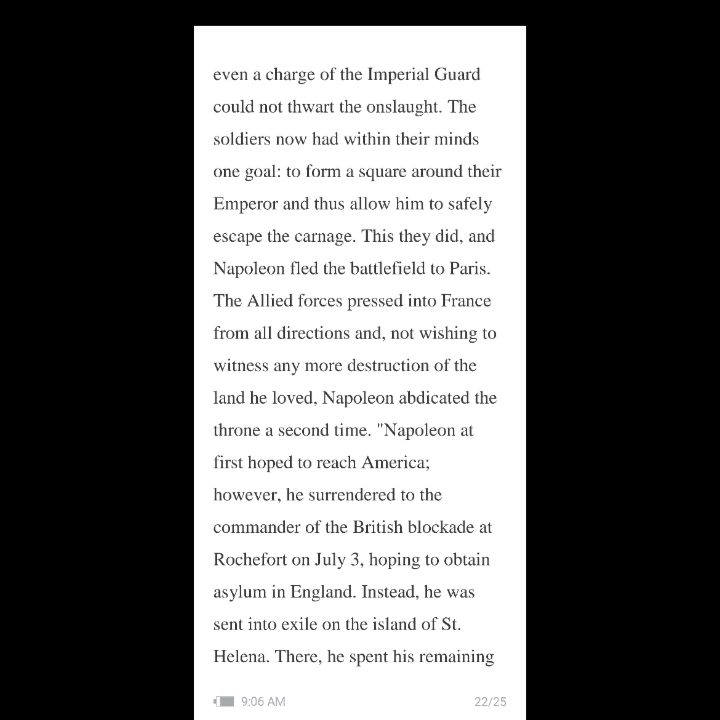 even a charge of the Imperial Guard
could not thwart the onslaught. The
soldiers now had within their minds
one goal: to form a square around their
Emperor and thus allow him to safely
escape the carnage. This they did, and
Napoleon fled the battlefield to Paris.
The Allied forces pressed into France
from all directions and, not wishing to
witness any more destruction of the
land he loved, Napoleon abdicated the
throne a second time. "Napoleon at
first hoped to reach America;
however, he surrendered to the
commander of the British blockade at
Rochefort on July 3, hoping to obtain
asylum in England. Instead, he was
sent into exile on the island of St.
Helena. There, he spent his remaining
9:06 AM 22/25